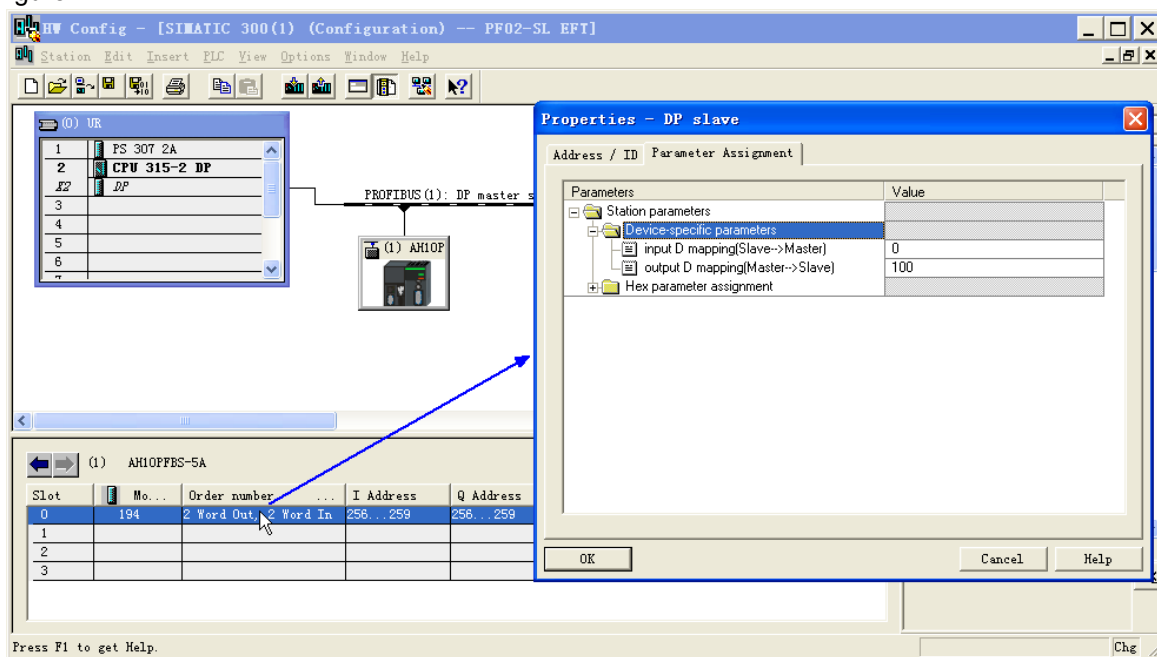 HW Config - [SIMATIC 300(1) (Configuration) -- PF02-SL EFT]
Station Edit Insert PLC View Options Window Help
(0) UR
1 PS 307 2A
2 CPU 315-2 DP
X2 DP
3
4
5
6
7
PROFIBUS(1): DP master s
(1) AH10P
Properties - DP slave
Address / ID Parameter Assignment
Parameters Value
Station parameters
Device-specific parameters
input D mapping(Slave-->Master) 0
output D mapping(Master-->Slave) 100
Hex parameter assignment
OK Cancel Help
(1) AH10PFBS-5A
Slot Mo... Order number ... I Address Q Address
0 194 2 Word Out, 2 Word In 256...259 256...259
1
2
3
Press F1 to get Help. Chg